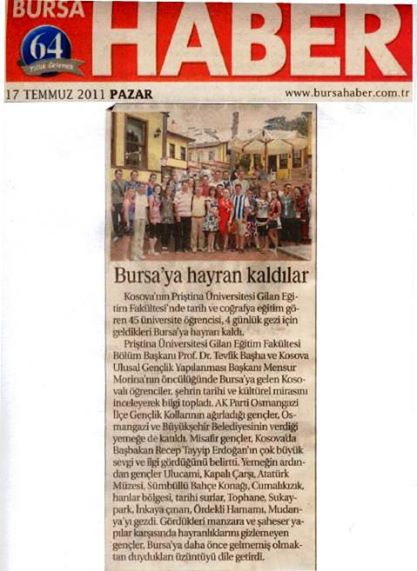 BURSA
HABER
64
Yıllık Gelenek
17 TEMMUZ 2011 PAZAR
www.bursahaber.com.tr
Bursa'ya hayran kaldılar
Kosova'nın Priştina Üniversitesi Gilan Eği-
tim Fakültesi'nde tarih ve coğrafya eğitim gö-
ren 45 üniversite öğrencisi, 4 günlük gezi için
geldikleri Bursa'ya hayran kaldı.
Priştina Üniversitesi Gilan Eğitim Fakültesi
Bölüm Başkanı Prof. Dr. Tevfik Başha ve Kosova
Ulusal Gençlik Yapılanması Başkanı Mensur
Morina'nın öncülüğünde Bursa'ya gelen Koso-
valı öğrenciler, şehrin tarihi ve kültürel mirasını
inceleyerek bilgi topladı. AK Parti Osmangazi
İlçe Gençlik Kollarının ağırladığı gençler, Os-
mangazi ve Büyükşehir Belediyesinin verdiği
yemeğe de katıldı. Misafir gençler, Kosova'da
Başbakan Recep Tayyip Erdoğan'ın çok büyük
sevgi ve ilgi gördüğünü belirtti. Yemeğin ardın-
dan gençler Ulucami, Kapalı Çarşı, Atatürk
Müzesi, Sümbüllü Bahçe Konağı, Cumalıkızık,
hanlar bölgesi, tarihi surlar, Tophane, Sukay-
park, İnkaya çınarı, Ördekli Hamamı, Mudan-
ya'yı gezdi. Gördükleri manzara ve şaheser ya-
pılar karşısında hayranlıklarını gizlemeyen
gençler, Bursa'ya daha önce gelmemiş olmak-
tan duydukları üzüntüyü dile getirdi.